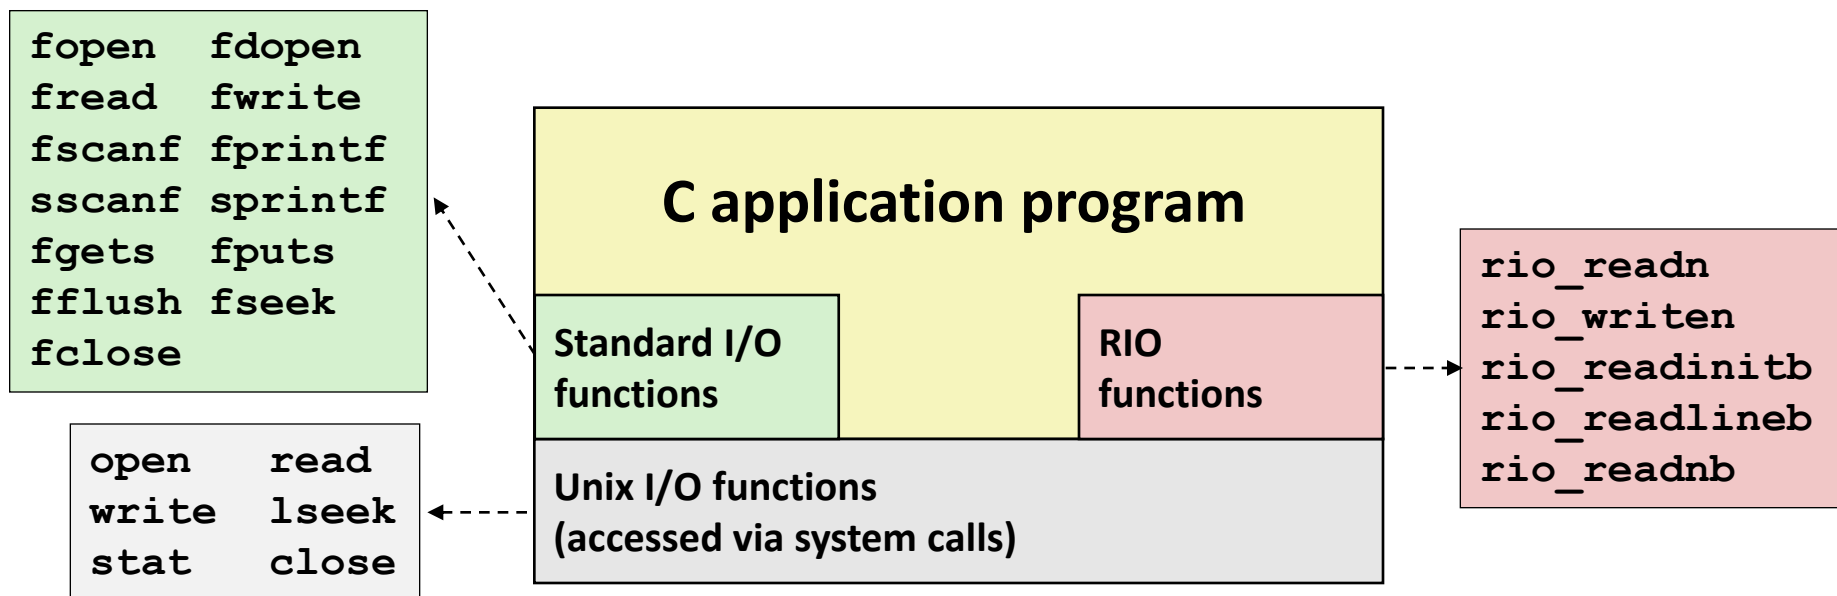 fopen fdopen
fread fwrite
fscanf fprintf
sscanf sprintf
fgets fputs
fflush fseek
fclose
open read
write lseek
stat close
C application program
Standard I/O
functions
RIO
functions
Unix I/O functions
(accessed via system calls)
rio_readn
rio_writen
rio_readinitb
rio_readlineb
rio_readnb